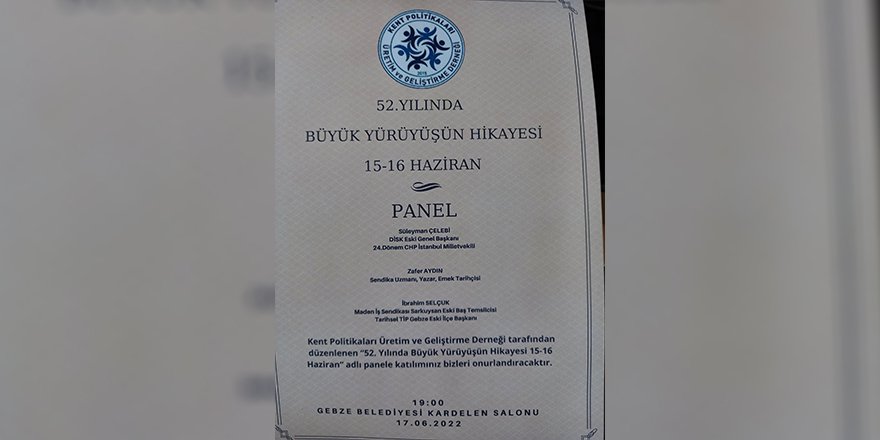 KENT POLİTİKALARI
ÜRETİM ve GELİŞTİRME DERNEĞİ
2018
52.YILINDA
BÜYÜK YÜRÜYÜŞÜN HİKAYESİ
15-16 HAZİRAN
PANEL
Süleyman ÇELEBİ
DİSK Eski Genel Başkanı
24.Dönem CHP İstanbul Milletvekili
Zafer AYDIN
Sendika Uzmanı, Yazar, Emek Tarihçisi
İbrahim SELÇUK
Maden İş Sendikası Sarkuysan Eski Baş Temsilcisi
Tarihsel TİP Gebze Eski İlçe Başkanı
Kent Politikaları Üretim ve Geliştirme Derneği tarafından
düzenlenen "52. Yılında Büyük Yürüyüşün Hikayesi 15-16
Haziran" adlı panele katılımınız bizleri onurlandıracaktır.
19:00
GEBZE BELEDİYESİ KARDELEN SALONU
17.06.2022